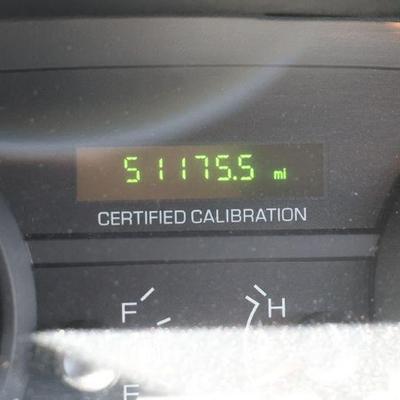 51175.5 mi
CERTIFIED CALIBRATION
F H
E